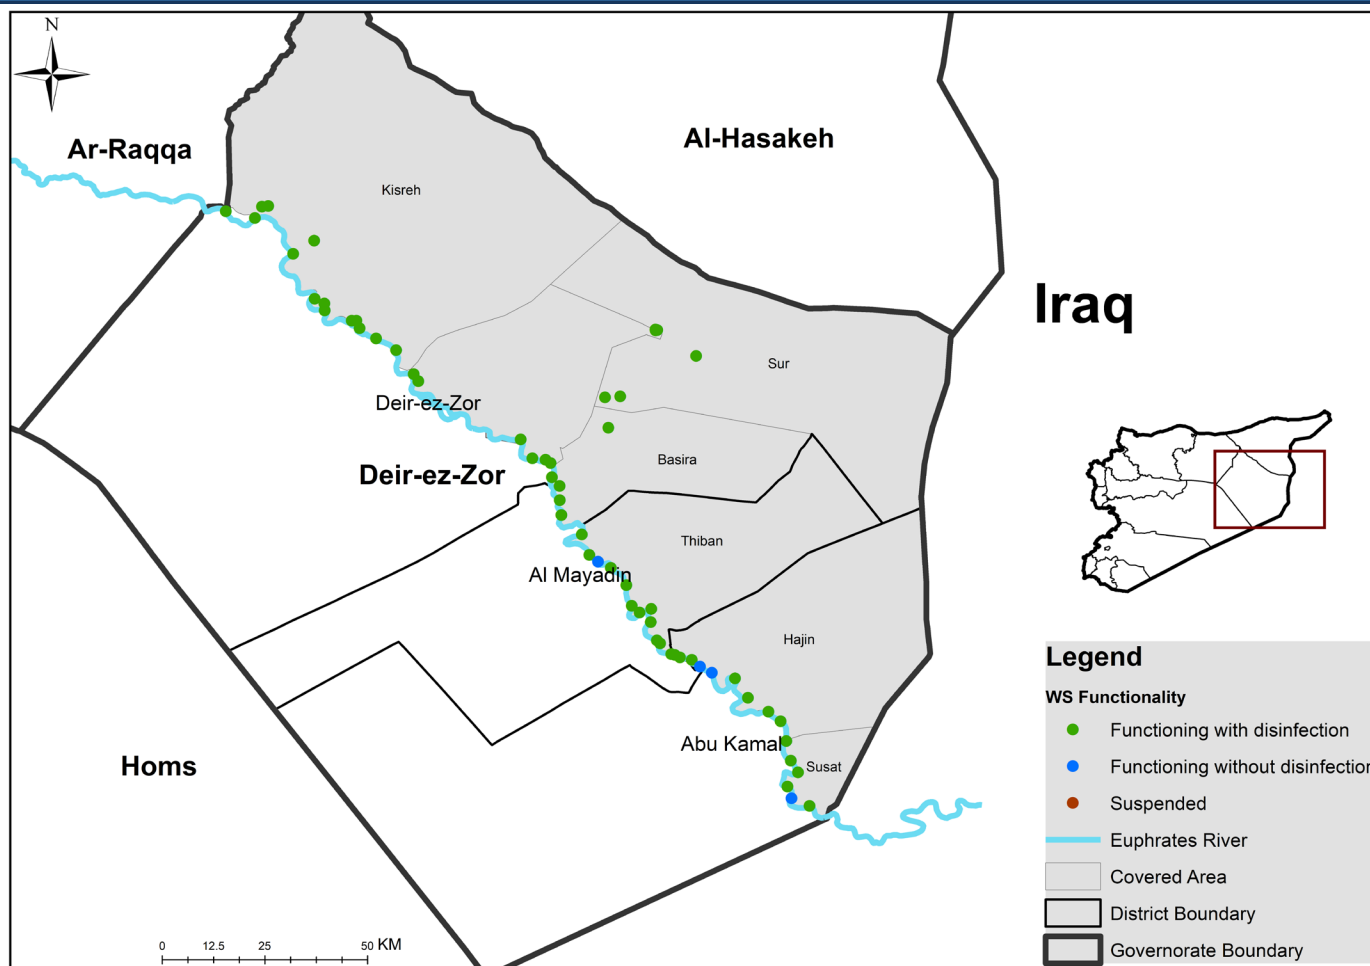 N
Ar-Raqqa
Al-Hasakeh
Kisreh
Iraq
Sur
Deir-ez-Zor
Basira
Deir-ez-Zor
Thiban
Al Mayadin
Hajin
Abu Kamal
Susat
Homs
0 12.5 25 50 KM
Legend
WS Functionality
Functioning with disinfection
Functioning without disinfection
Suspended
Euphrates River
Covered Area
District Boundary
Governorate Boundary